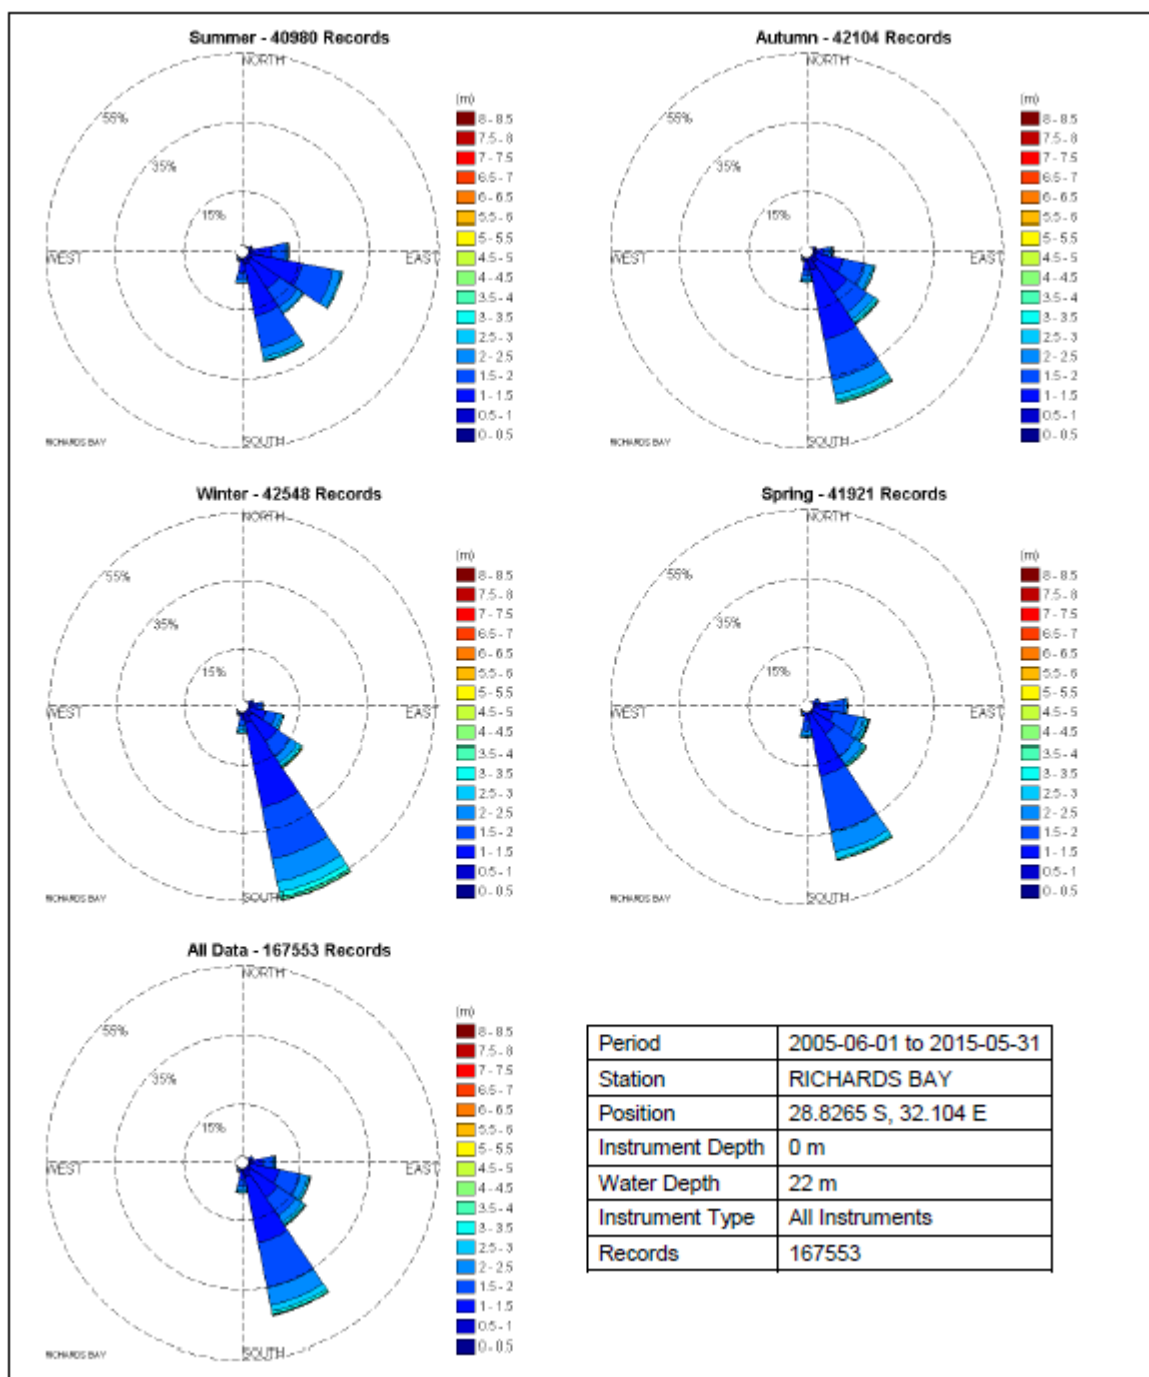 Summer - 40980 Records
NORTH
55%
35%
15%
WEST
EAST
SOUTH
RICHARDS BAY
(m)
8 - 8.5
7.5 - 8
7 - 7.5
6.5 - 7
6 - 6.5
5.5 - 6
5 - 5.5
4.5 - 5
4 - 4.5
3.5 - 4
3 - 3.5
2.5 - 3
2 - 2.5
1.5 - 2
1 - 1.5
0.5 - 1
0 - 0.5
Autumn - 42104 Records
NORTH
55%
35%
15%
WEST
EAST
SOUTH
RICHARDS BAY
(m)
8 - 8.5
7.5 - 8
7 - 7.5
6.5 - 7
6 - 6.5
5.5 - 6
5 - 5.5
4.5 - 5
4 - 4.5
3.5 - 4
3 - 3.5
2.5 - 3
2 - 2.5
1.5 - 2
1 - 1.5
0.5 - 1
0 - 0.5
Winter - 42548 Records
NORTH
55%
35%
15%
WEST
EAST
SOUTH
RICHARDS BAY
(m)
8 - 8.5
7.5 - 8
7 - 7.5
6.5 - 7
6 - 6.5
5.5 - 6
5 - 5.5
4.5 - 5
4 - 4.5
3.5 - 4
3 - 3.5
2.5 - 3
2 - 2.5
1.5 - 2
1 - 1.5
0.5 - 1
0 - 0.5
Spring - 41921 Records
NORTH
55%
35%
15%
WEST
EAST
SOUTH
RICHARDS BAY
(m)
8 - 8.5
7.5 - 8
7 - 7.5
6.5 - 7
6 - 6.5
5.5 - 6
5 - 5.5
4.5 - 5
4 - 4.5
3.5 - 4
3 - 3.5
2.5 - 3
2 - 2.5
1.5 - 2
1 - 1.5
0.5 - 1
0 - 0.5
All Data - 167553 Records
NORTH
55%
35%
15%
WEST
EAST
SOUTH
RICHARDS BAY
(m)
8 - 8.5
7.5 - 8
7 - 7.5
6.5 - 7
6 - 6.5
5.5 - 6
5 - 5.5
4.5 - 5
4 - 4.5
3.5 - 4
3 - 3.5
2.5 - 3
2 - 2.5
1.5 - 2
1 - 1.5
0.5 - 1
0 - 0.5
Period 2005-06-01 to 2015-05-31
Station RICHARDS BAY
Position 28.8265 S, 32.104 E
Instrument Depth 0 m
Water Depth 22 m
Instrument Type All Instruments
Records 167553